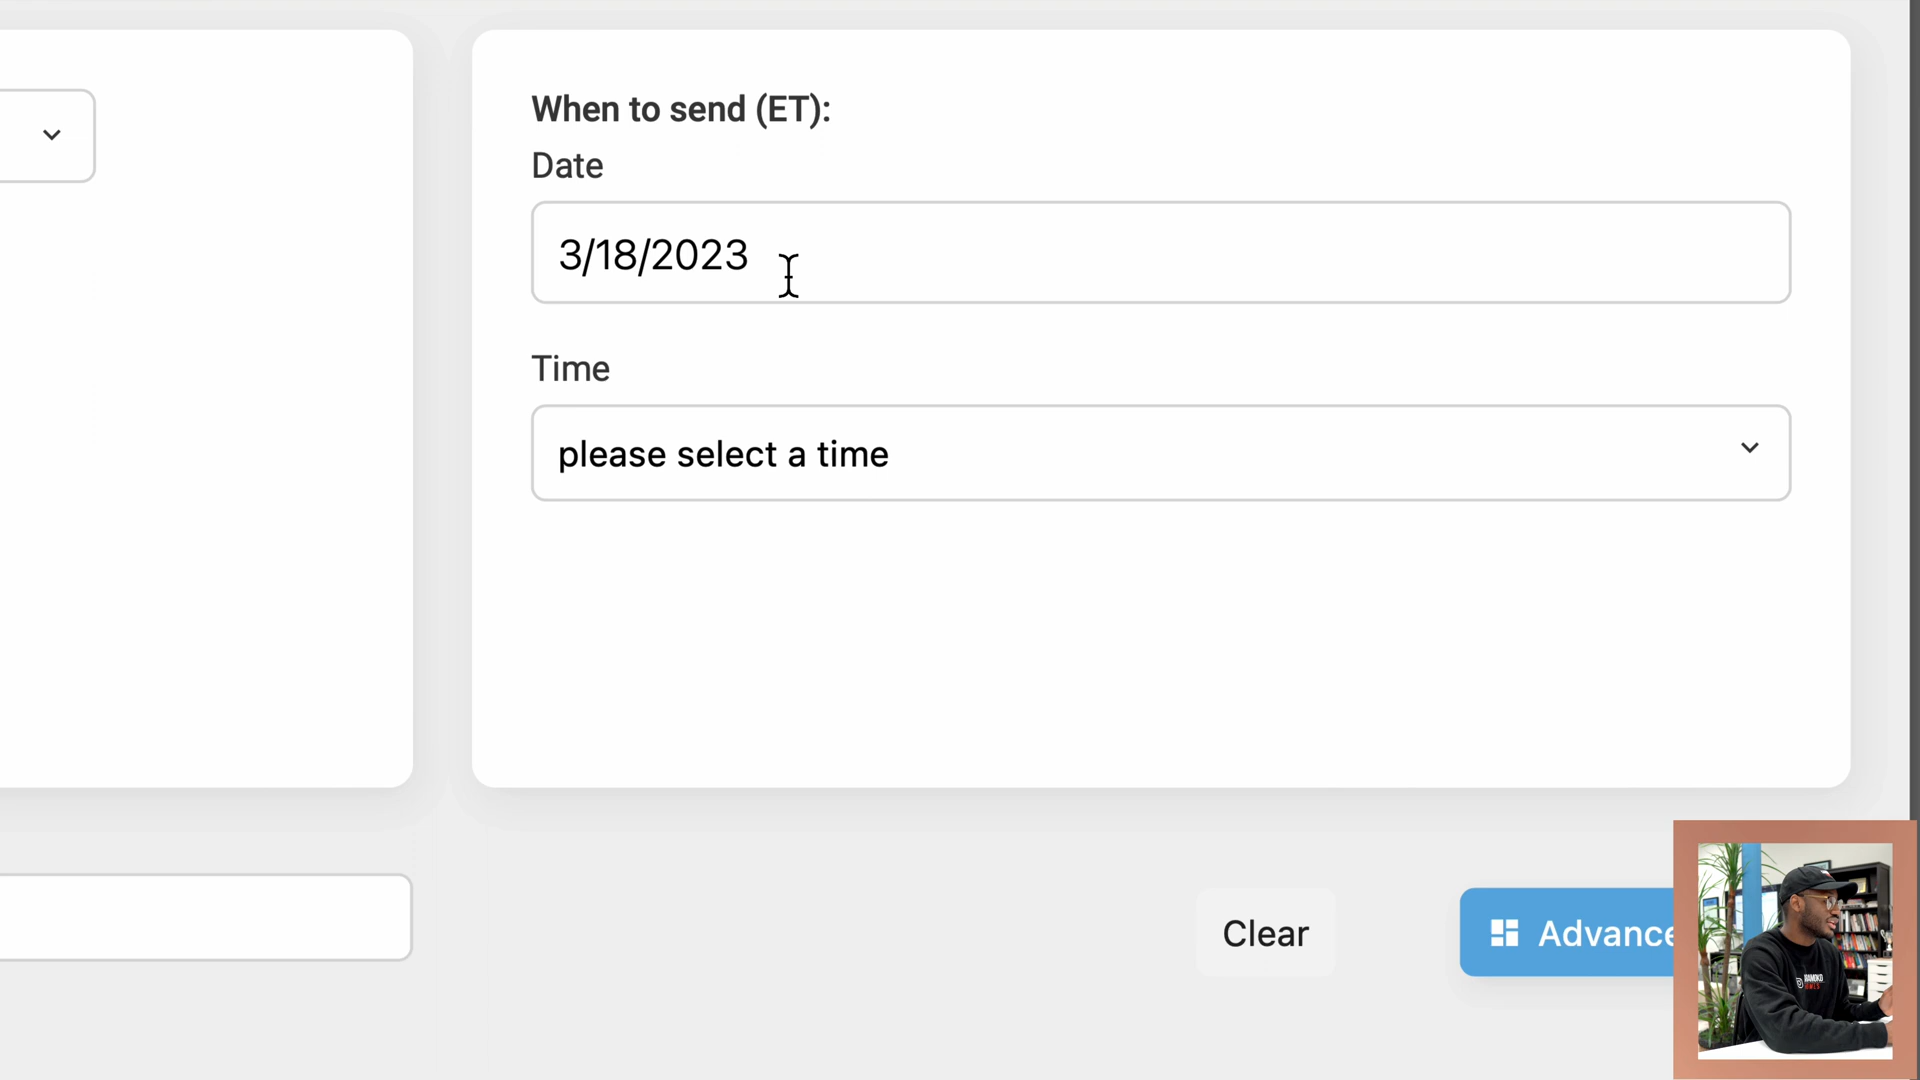 When to send (ET):
Date
3/18/2023
Time
please select a time
Clear
Advance